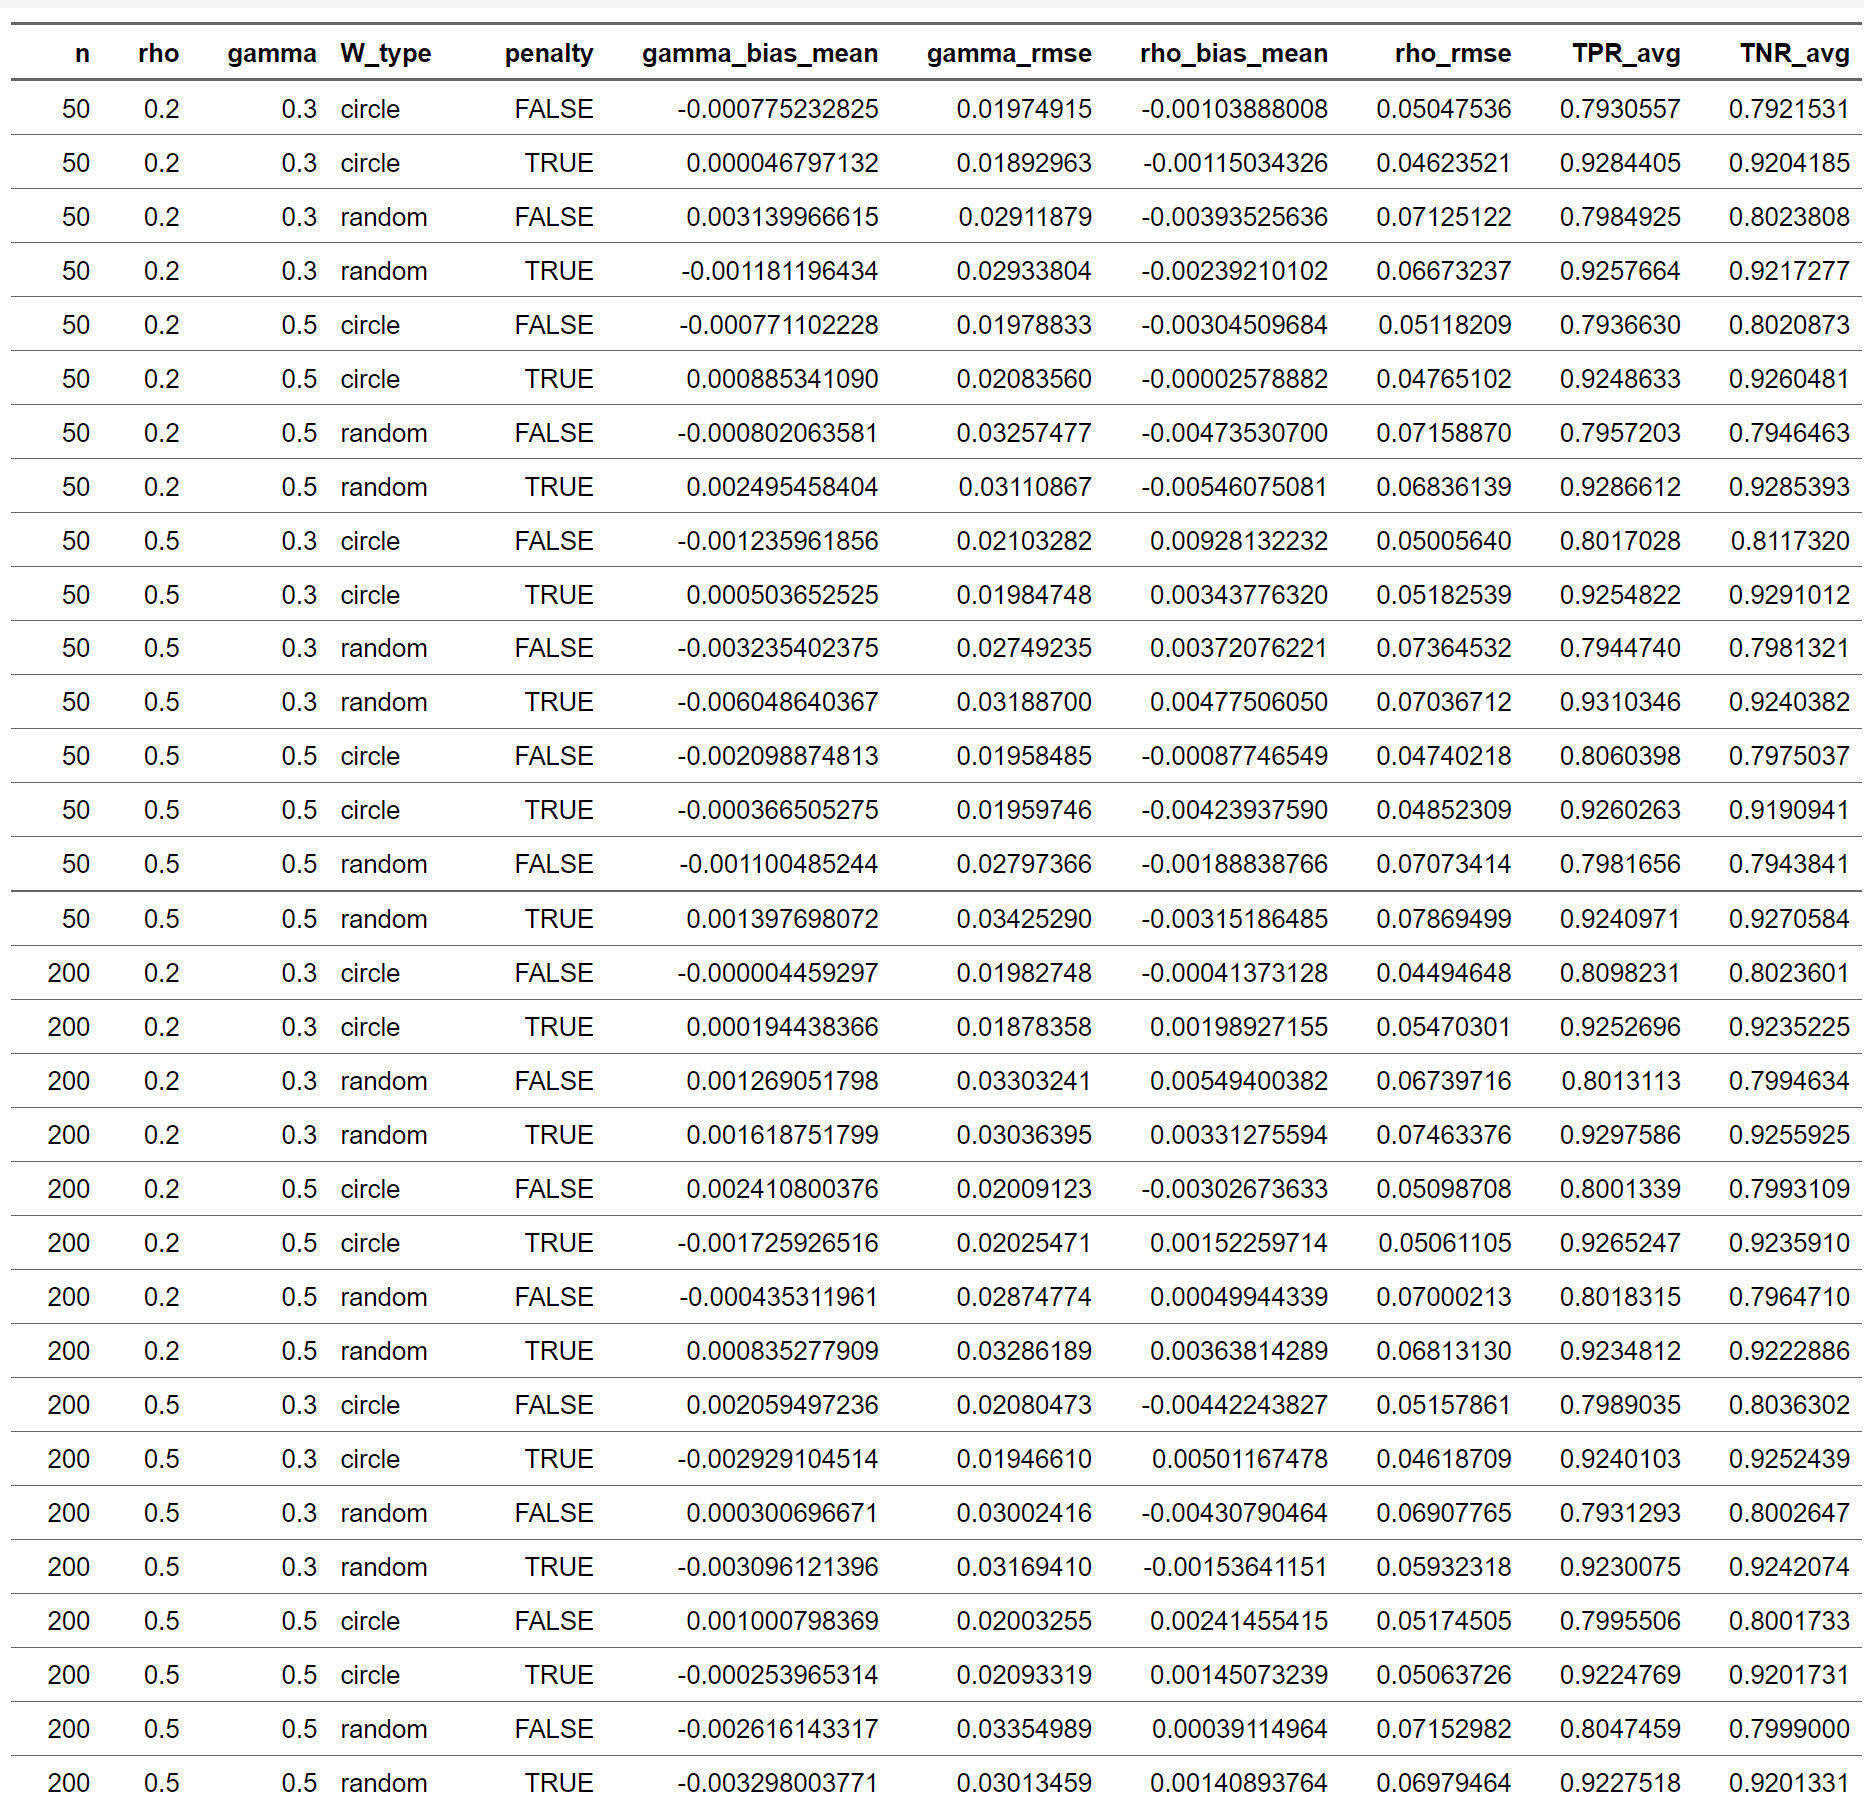 n rho gamma W_type penalty gamma_bias_mean gamma_rmse rho_bias_mean rho_rmse TPR_avg TNR_avg
50 0.2 0.3 circle FALSE -0.000775232825 0.01974915 -0.00103888008 0.05047536 0.7930557 0.7921531
50 0.2 0.3 circle TRUE 0.000046797132 0.01892963 -0.00115034326 0.04623521 0.9284405 0.9204185
50 0.2 0.3 random FALSE 0.003139966615 0.02911879 -0.00393525636 0.07125122 0.7984925 0.8023808
50 0.2 0.3 random TRUE -0.001181196434 0.02933804 -0.00239210102 0.06673237 0.9257664 0.9217277
50 0.2 0.5 circle FALSE -0.000771102228 0.01978833 -0.00304509684 0.05118209 0.7936630 0.8020873
50 0.2 0.5 circle TRUE 0.000885341090 0.02083560 -0.00002578882 0.04765102 0.9248633 0.9260481
50 0.2 0.5 random FALSE -0.000802063581 0.03257477 -0.00473530700 0.07158870 0.7957203 0.7946463
50 0.2 0.5 random TRUE 0.002495458404 0.03110867 -0.00546075081 0.06836139 0.9286612 0.9285393
50 0.5 0.3 circle FALSE -0.001235961856 0.02103282 0.00928132232 0.05005640 0.8017028 0.8117320
50 0.5 0.3 circle TRUE 0.000503652525 0.01984748 0.00343776320 0.05182539 0.9254822 0.9291012
50 0.5 0.3 random FALSE -0.003235402375 0.02749235 0.00372076221 0.07364532 0.7944740 0.7981321
50 0.5 0.3 random TRUE -0.006048640367 0.03188700 0.00477506050 0.07036712 0.9310346 0.9240382
50 0.5 0.5 circle FALSE -0.002098874813 0.01958485 -0.00087746549 0.04740218 0.8060398 0.7975037
50 0.5 0.5 circle TRUE -0.000366505275 0.01959746 -0.00423937590 0.04852309 0.9260263 0.9190941
50 0.5 0.5 random FALSE -0.001100485244 0.02797366 -0.00188838766 0.07073414 0.7981656 0.7943841
50 0.5 0.5 random TRUE 0.001397698072 0.03425290 -0.00315186485 0.07869499 0.9240971 0.9270584
200 0.2 0.3 circle FALSE -0.000004459297 0.01982748 -0.00041373128 0.04494648 0.8098231 0.8023601
200 0.2 0.3 circle TRUE 0.000194438366 0.01878358 0.00198927155 0.05470301 0.9252696 0.9235225
200 0.2 0.3 random FALSE 0.001269051798 0.03303241 0.00549400382 0.06739716 0.8013113 0.7994634
200 0.2 0.3 random TRUE 0.001618751799 0.03036395 0.00331275594 0.07463376 0.9297586 0.9255925
200 0.2 0.5 circle FALSE 0.002410800376 0.02009123 -0.00302673633 0.05098708 0.8001339 0.7993109
200 0.2 0.5 circle TRUE -0.001725926516 0.02025471 0.00152259714 0.05061105 0.9265247 0.9235910
200 0.2 0.5 random FALSE -0.000435311961 0.02874774 0.00049944339 0.07000213 0.8018315 0.7964710
200 0.2 0.5 random TRUE 0.000835277909 0.03286189 0.00363814289 0.06813130 0.9234812 0.9222886
200 0.5 0.3 circle FALSE 0.002059497236 0.02080473 -0.00442243827 0.05157861 0.7989035 0.8036302
200 0.5 0.3 circle TRUE -0.002929104514 0.01946610 0.00501167478 0.04618709 0.9240103 0.9252439
200 0.5 0.3 random FALSE 0.000300696671 0.03002416 -0.00430790464 0.06907765 0.7931293 0.8002647
200 0.5 0.3 random TRUE -0.003096121396 0.03169410 -0.00153641151 0.05932318 0.9230075 0.9242074
200 0.5 0.5 circle FALSE 0.001000798369 0.02003255 0.00241455415 0.05174505 0.7995506 0.8001733
200 0.5 0.5 circle TRUE -0.000253965314 0.02093319 0.00145073239 0.05063726 0.9224769 0.9201731
200 0.5 0.5 random FALSE -0.002616143317 0.03354989 0.00039114964 0.07152982 0.8047459 0.7999000
200 0.5 0.5 random TRUE -0.003298003771 0.03013459 0.00140893764 0.06979464 0.9227518 0.9201331